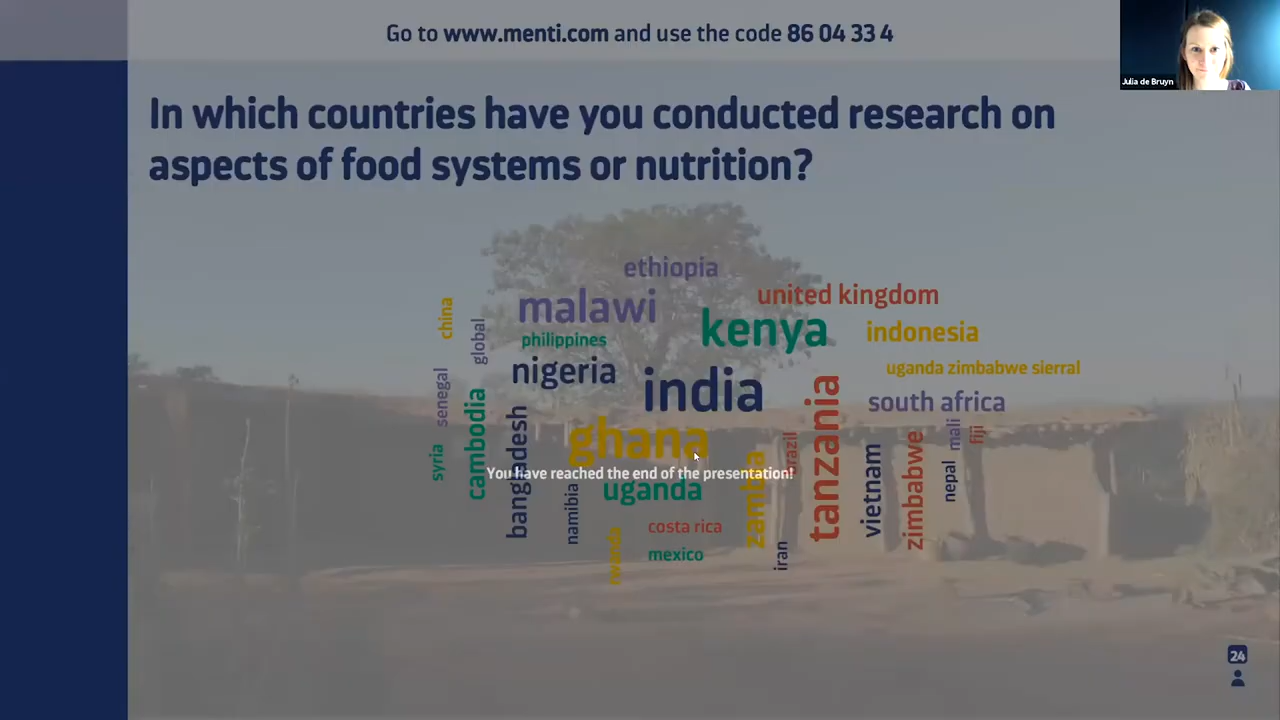 Go to www.menti.com and use the code 86 04 33 4
Julia de Bruyn
In which countries have you conducted research on
aspects of food systems or nutrition?
ethiopia
malawi
united kingdom
china
global
philippines
kenya
indonesia
nigeria
india
uganda zimbabwe sierral
senegal
cambodia
south africa
syria
bangladesh
ghana
tanzania
mali
fiji
brazil
You have reached the end of the presentation!
uganda
zamba
vietnam
zimbabwe
nepal
namibia
costa rica
rwanda
mexico
iran
24